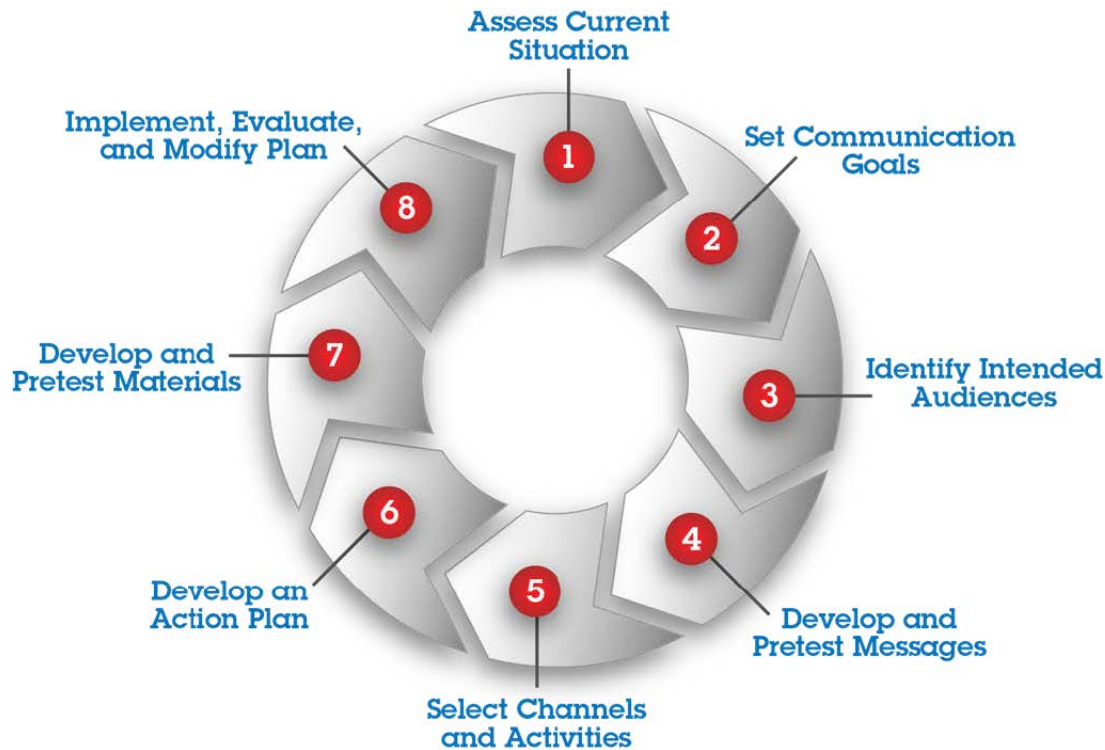 Assess Current
Situation
1
Set Communication
Goals
2
Identify Intended
Audiences
3
Develop and
Pretest Messages
4
Select Channels
and Activities
5
Develop an
Action Plan
6
Develop and
Pretest Materials
7
Implement, Evaluate,
and Modify Plan
8